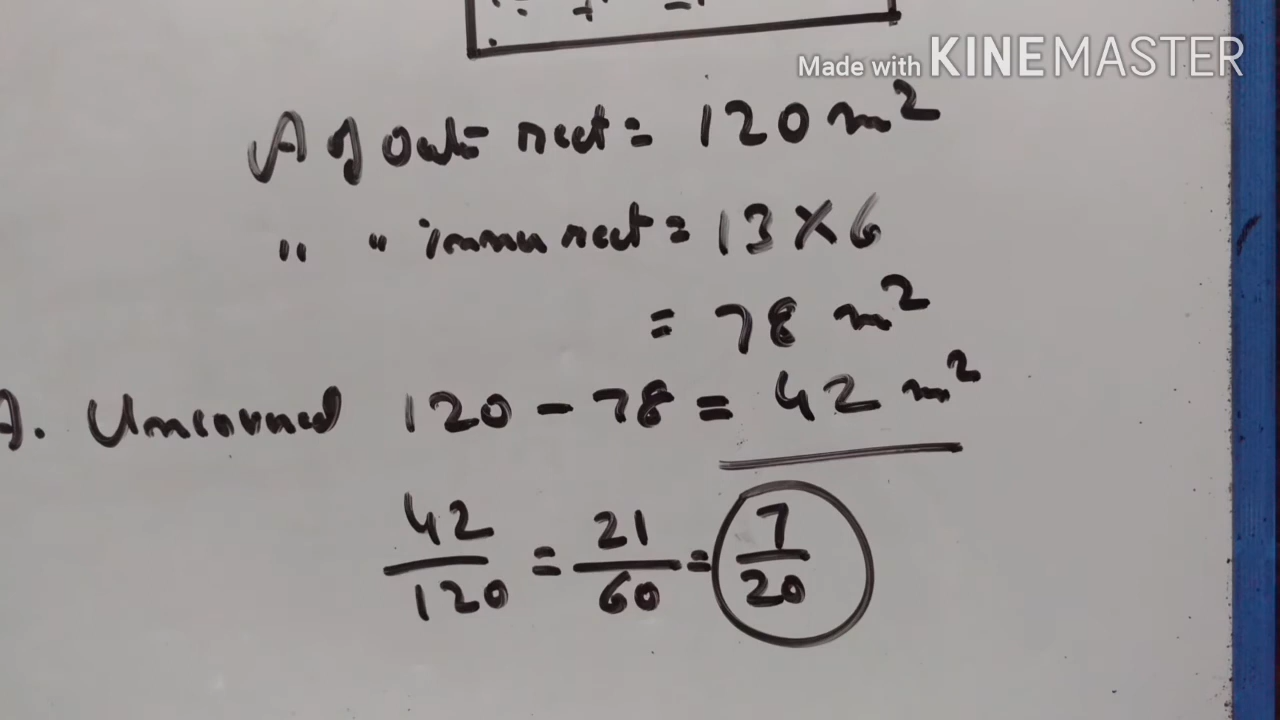 Made with KINEMASTER
A of Out- rect = 120 m²
" " inner rect = 13 × 6
= 78 m²
A. Uncovered 120 - 78 = 42 m²
42/120 = 21/60 = 7/20